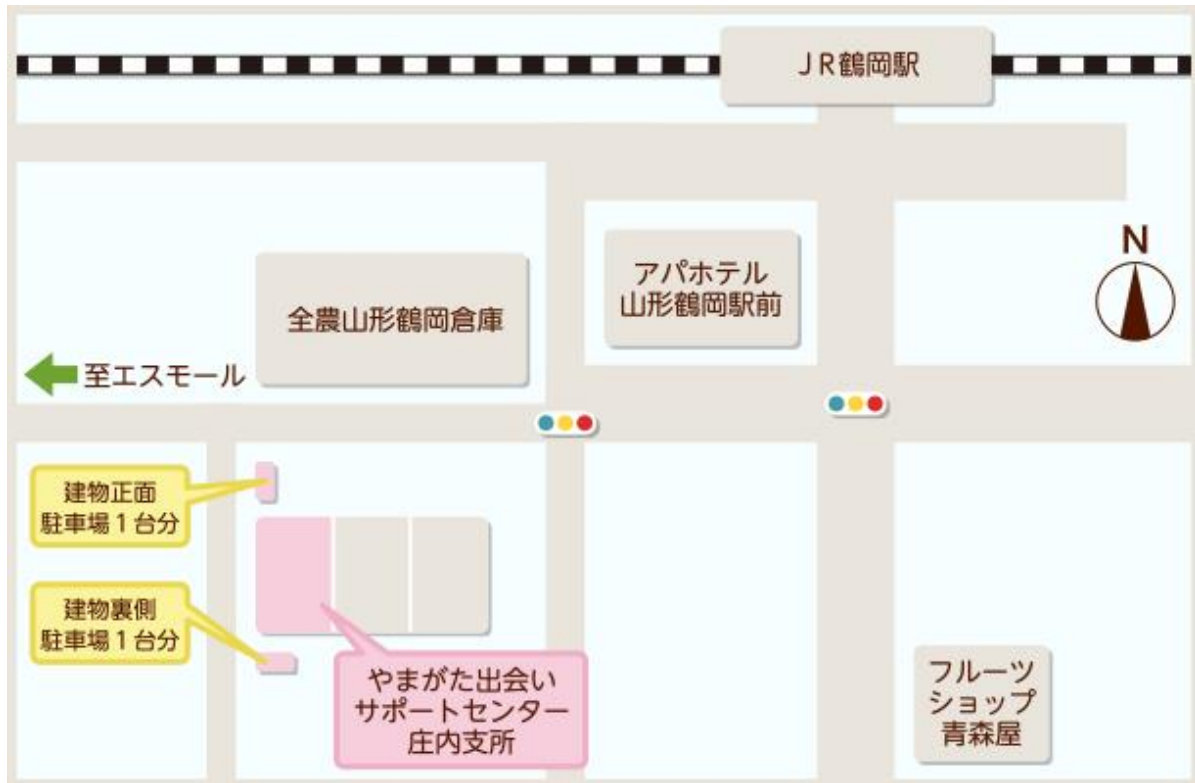 JR鶴岡駅
N
アパホテル
山形鶴岡駅前
全農山形鶴岡倉庫
至エスモール
建物正面
駐車場1台分
建物裏側
駐車場1台分
やまがた出会い
サポートセンター
庄内支所
フルーツ
ショップ
青森屋